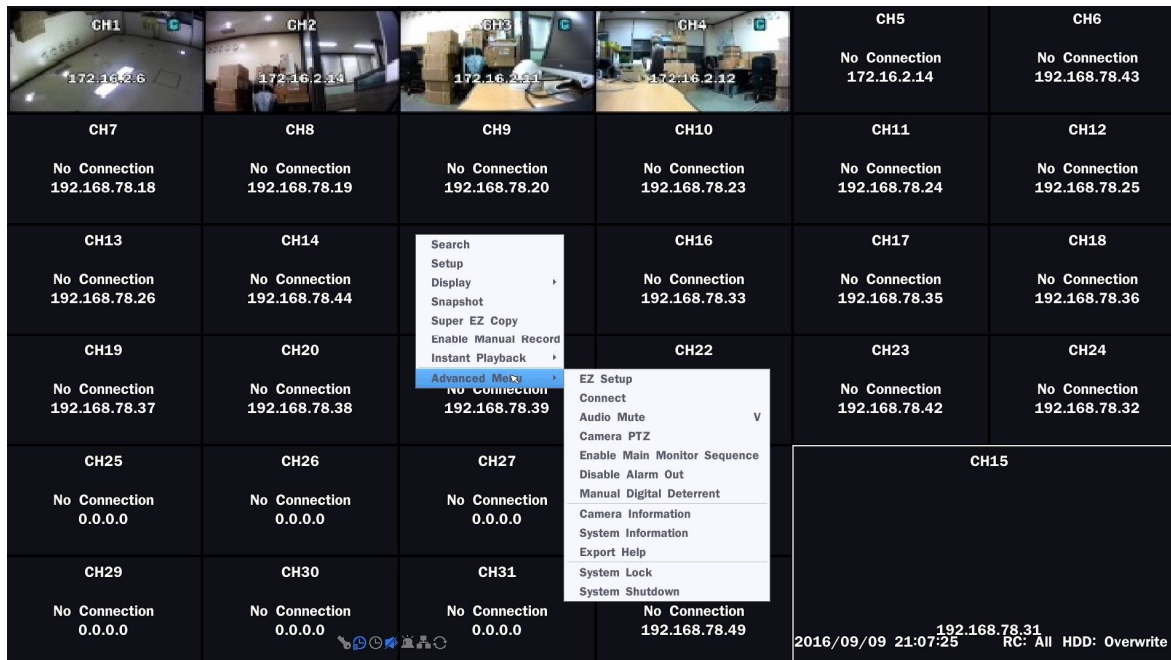 CH1 C
172.16.2.6
CH2
172.16.2.14
CH3 C
172.16.2.11
CH4 C
172.16.2.12
CH5
No Connection
172.16.2.14
CH6
No Connection
192.168.78.43
CH7
No Connection
192.168.78.18
CH8
No Connection
192.168.78.19
CH9
No Connection
192.168.78.20
CH10
No Connection
192.168.78.23
CH11
No Connection
192.168.78.24
CH12
No Connection
192.168.78.25
CH13
No Connection
192.168.78.26
CH14
No Connection
192.168.78.44
CH16
No Connection
192.168.78.33
CH17
No Connection
192.168.78.35
CH18
No Connection
192.168.78.36
Search
Setup
Display
Snapshot
Super EZ Copy
Enable Manual Record
Instant Playback
Advanced Menu
CH19
No Connection
192.168.78.37
CH20
No Connection
192.168.78.38
No Connection
192.168.78.39
CH22
CH23
No Connection
192.168.78.42
CH24
No Connection
192.168.78.32
EZ Setup
Connect
Audio Mute V
Camera PTZ
Enable Main Monitor Sequence
Disable Alarm Out
Manual Digital Deterrent
Camera Information
System Information
Export Help
System Lock
System Shutdown
CH25
No Connection
0.0.0.0
CH26
No Connection
0.0.0.0
CH27
No Connection
0.0.0.0
CH15
192.168.78.31
CH29
No Connection
0.0.0.0
CH30
No Connection
0.0.0.0
CH31
No Connection
0.0.0.0
No Connection
192.168.78.49
2016/09/09 21:07:25 RC: All HDD: Overwrite